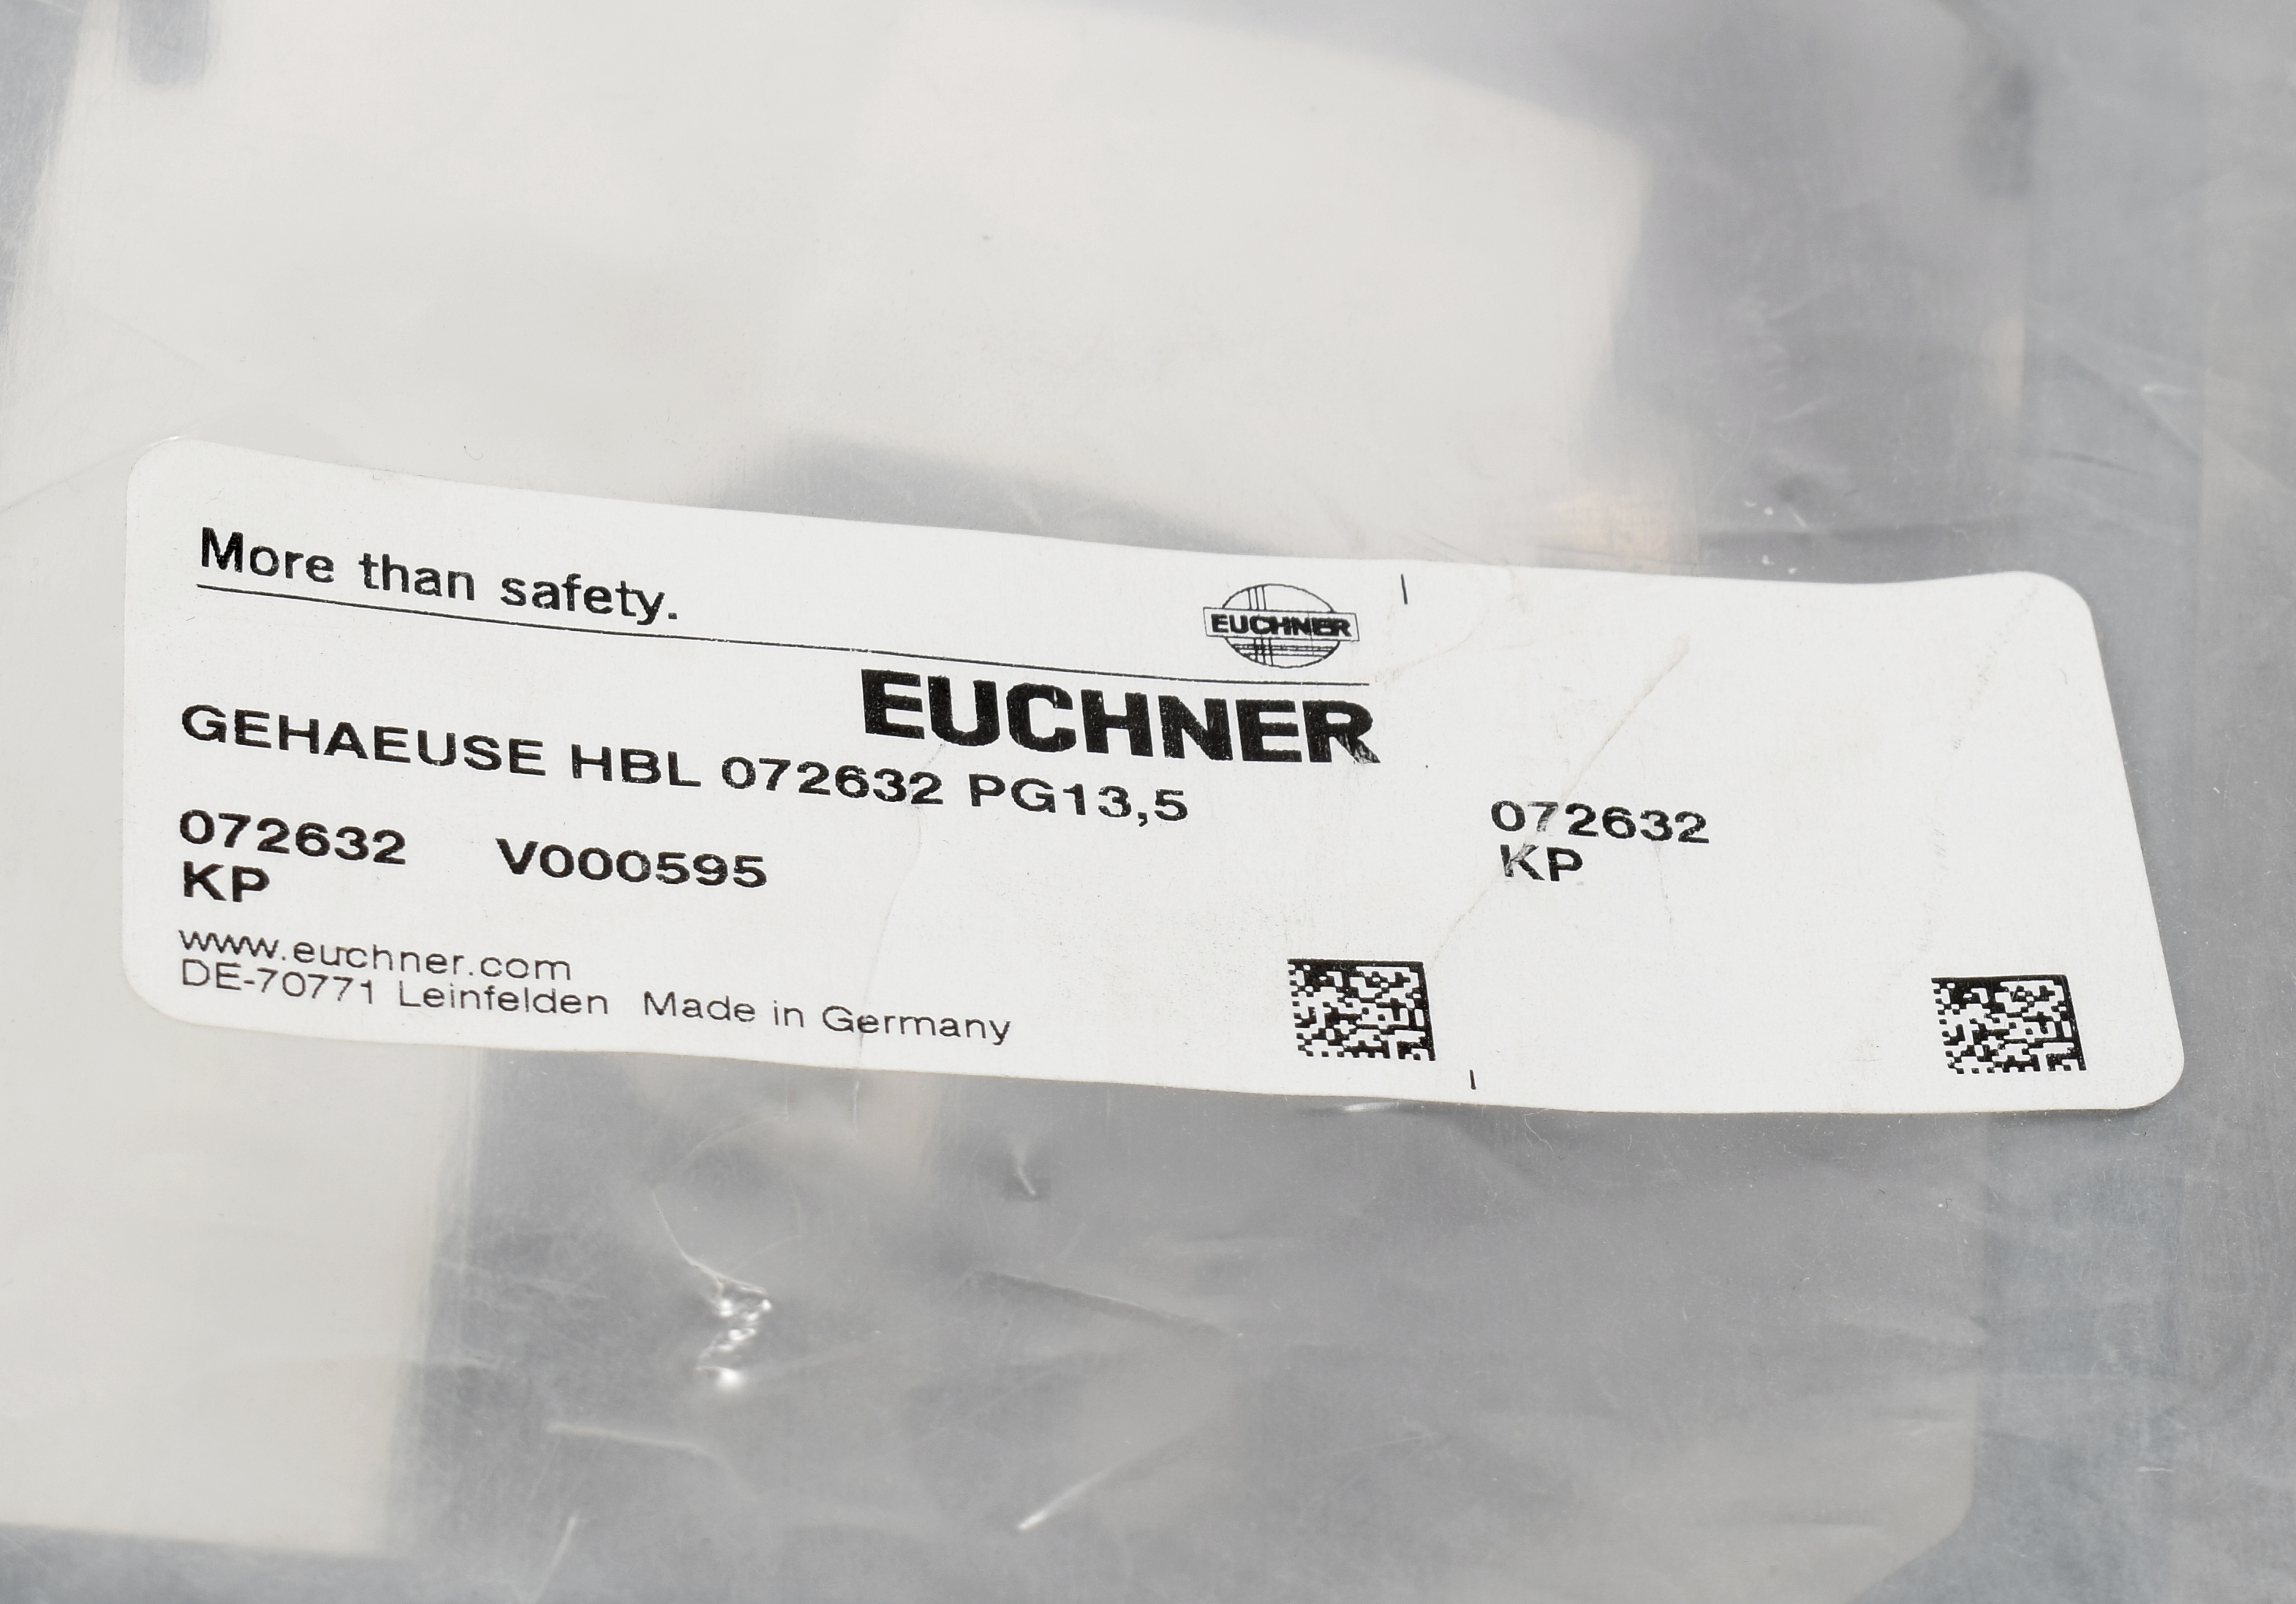 More than safety.
EUCHNER
EUCHNER
GEHAEUSE HBL 072632 PG13,5
072632 V000595
KP
www.euchner.com
DE-70771 Leinfelden Made in Germany
072632
KP